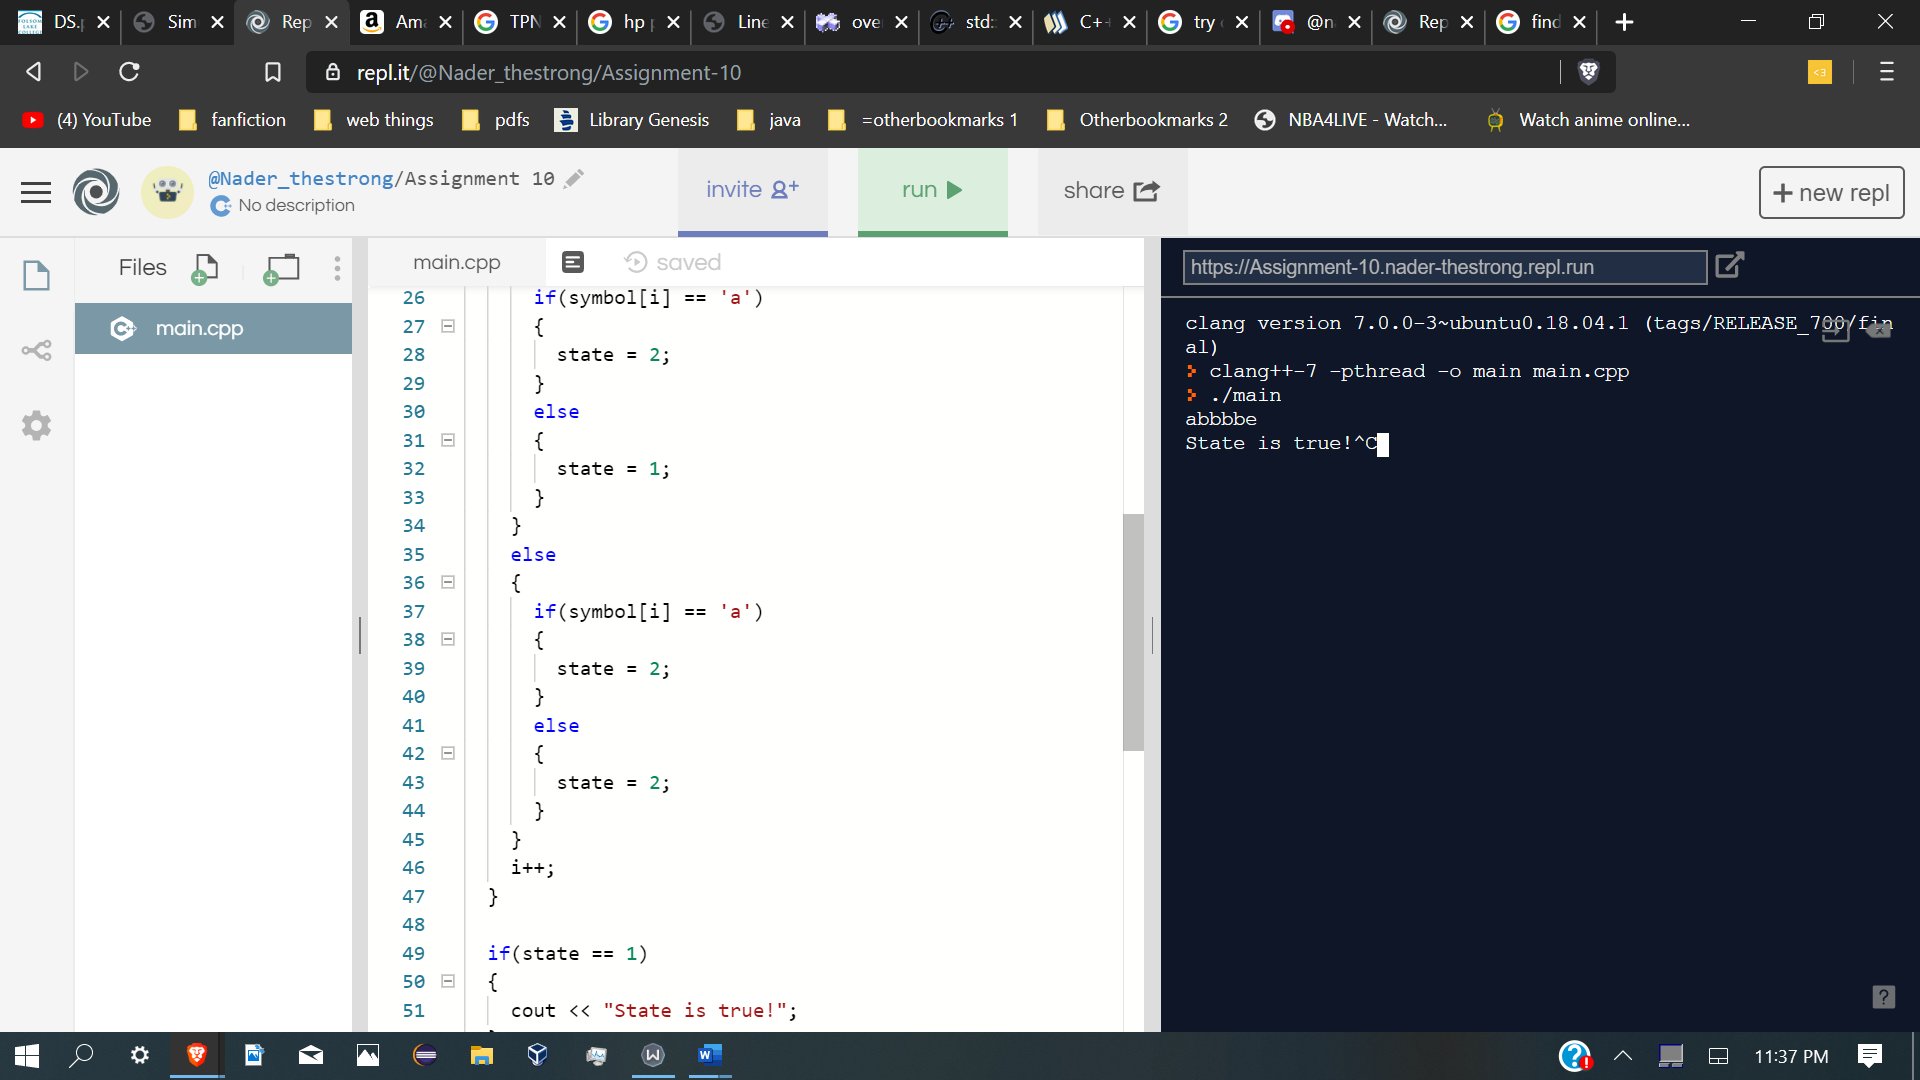 DS.
Sim
Rep
Ama
TPN
hp p
Line
over
std:
C++
try c
@na
Rep
find
repl.it/@Nader_thestrong/Assignment-10
<3
(4) YouTube
fanfiction
web things
pdfs
Library Genesis
java
=otherbookmarks 1
Otherbookmarks 2
NBA4LIVE - Watch...
Watch anime online...
@Nader_thestrong/Assignment 10
No description
invite
run
share
+ new repl
Files
main.cpp
main.cpp
saved
26 if(symbol[i] == 'a')
27 {
28 state = 2;
29 }
30 else
31 {
32 state = 1;
33 }
34 }
35 else
36 {
37 if(symbol[i] == 'a')
38 {
39 state = 2;
40 }
41 else
42 {
43 state = 2;
44 }
45 }
46 i++;
47 }
48
49 if(state == 1)
50 {
51 cout << "State is true!";
https://Assignment-10.nader-thestrong.repl.run
clang version 7.0.0-3~ubuntu0.18.04.1 (tags/RELEASE_700/fin
al)
clang++-7 -pthread -o main main.cpp
./main
abbbbe
State is true!^C
?
11:37 PM